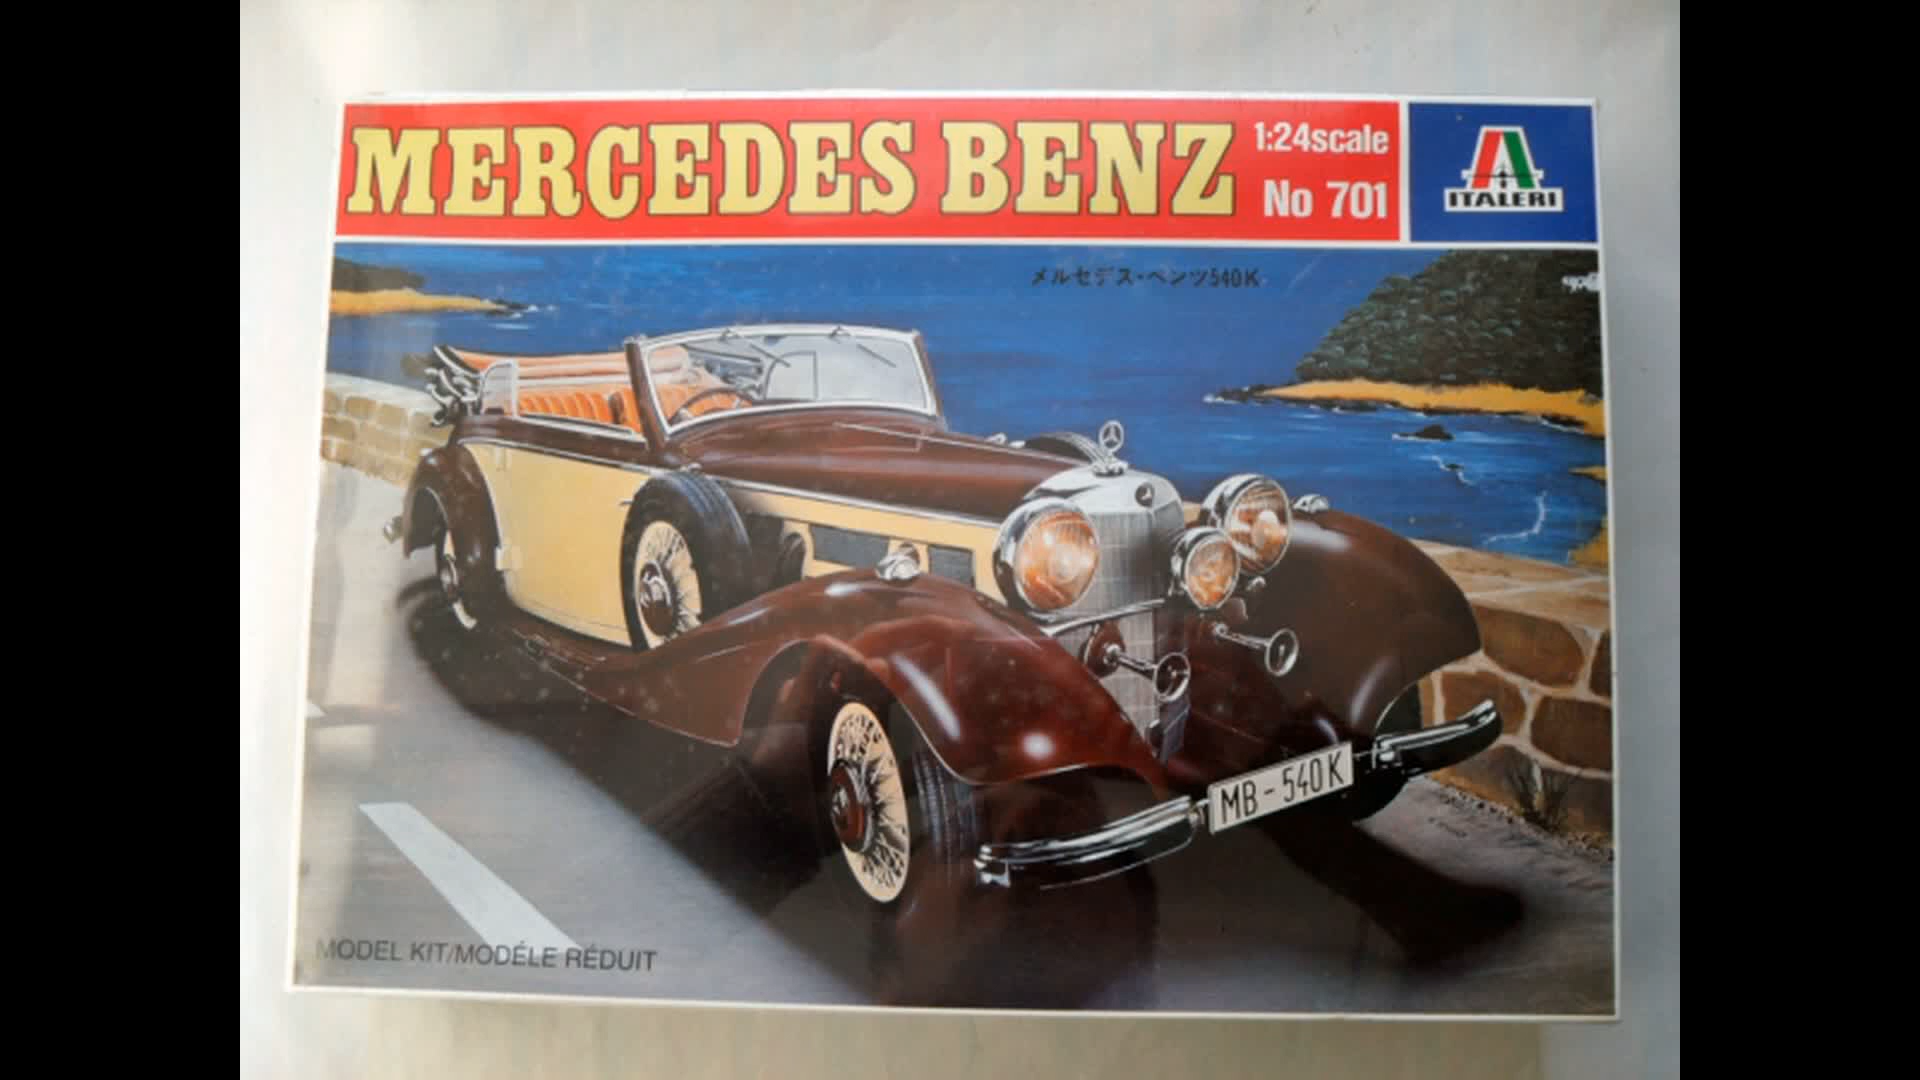 MERCEDES BENZ
1:24scale
No 701
ITALERI
メルセデス・ベンツ540K
MB-540K
MODEL KIT/MODÉLE RÉDUIT